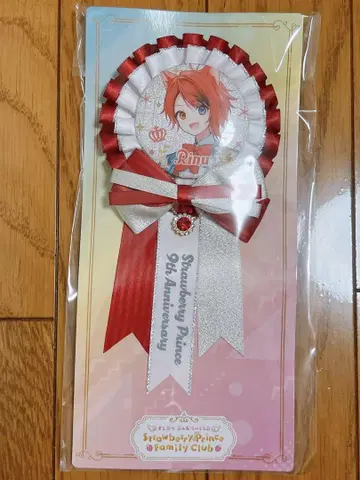 Rinu
Strawberry Prince
9th Anniversary
Strawberry Prince
Family Club